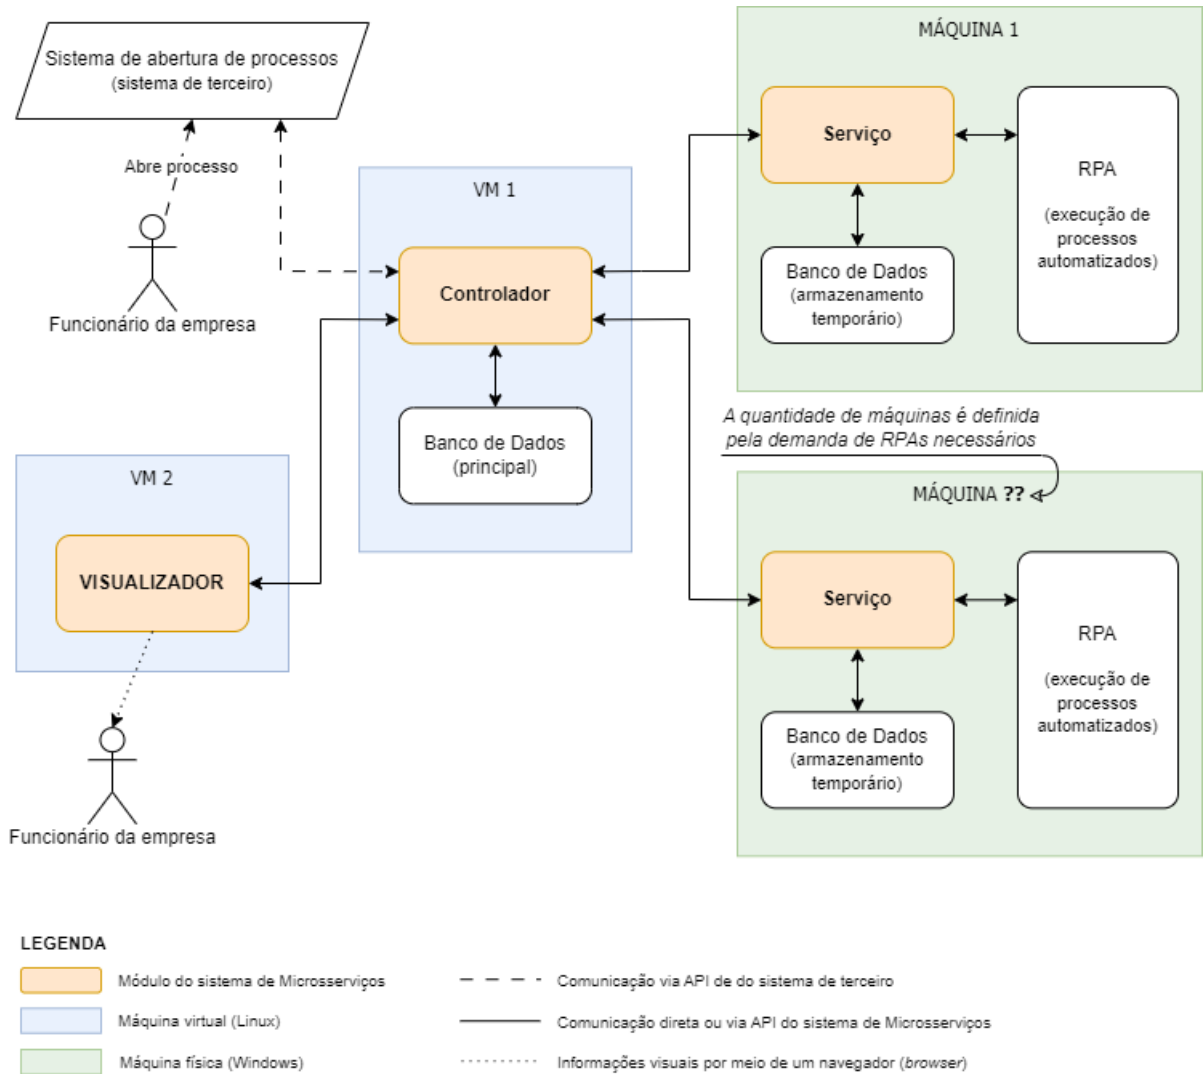 Sistema de abertura de processos
(sistema de terceiro)
Abre processo
Funcionário da empresa
VM 1
Controlador
Banco de Dados
(principal)
VM 2
VISUALIZADOR
Funcionário da empresa
MÁQUINA 1
Serviço
Banco de Dados
(armazenamento
temporário)
RPA
(execução de
processos
automatizados)
A quantidade de máquinas é definida
pela demanda de RPAs necessários
MÁQUINA ??
Serviço
Banco de Dados
(armazenamento
temporário)
RPA
(execução de
processos
automatizados)
LEGENDA
Módulo do sistema de Microsserviços
Máquina virtual (Linux)
Máquina física (Windows)
Comunicação via API de do sistema de terceiro
Comunicação direta ou via API do sistema de Microsserviços
Informações visuais por meio de um navegador (browser)